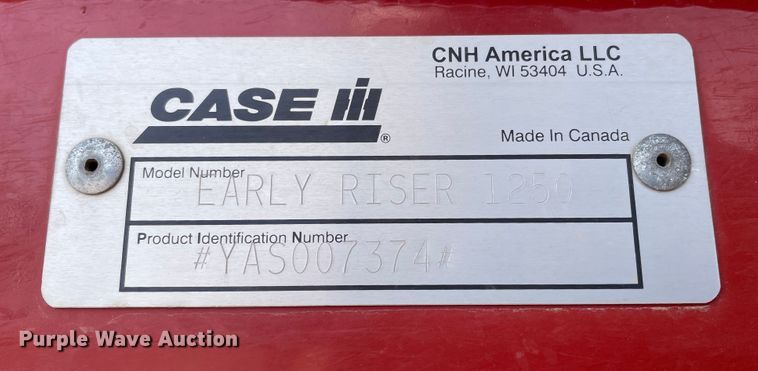 CNH America LLC
Racine, WI 53404 U.S.A.
CASE IH
®
Made In Canada
Model Number
EARLY RISER 1250
Product Identification Number
#YAS007374#
Purple Wave Auction